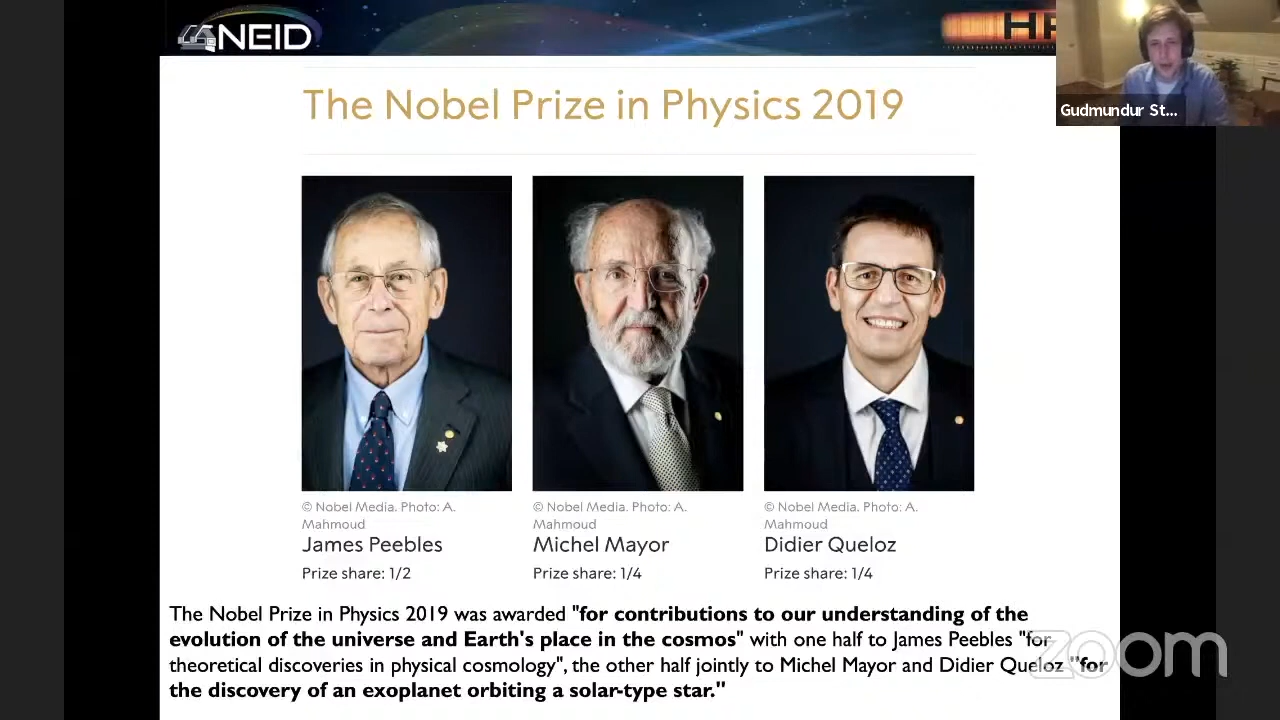 NEID
HP
Gudmundur St...
The Nobel Prize in Physics 2019
© Nobel Media. Photo: A.
Mahmoud
James Peebles
Prize share: 1/2
© Nobel Media. Photo: A.
Mahmoud
Michel Mayor
Prize share: 1/4
© Nobel Media. Photo: A.
Mahmoud
Didier Queloz
Prize share: 1/4
The Nobel Prize in Physics 2019 was awarded "for contributions to our understanding of the
evolution of the universe and Earth's place in the cosmos" with one half to James Peebles "for
theoretical discoveries in physical cosmology", the other half jointly to Michel Mayor and Didier Queloz "for
the discovery of an exoplanet orbiting a solar-type star."
zoom